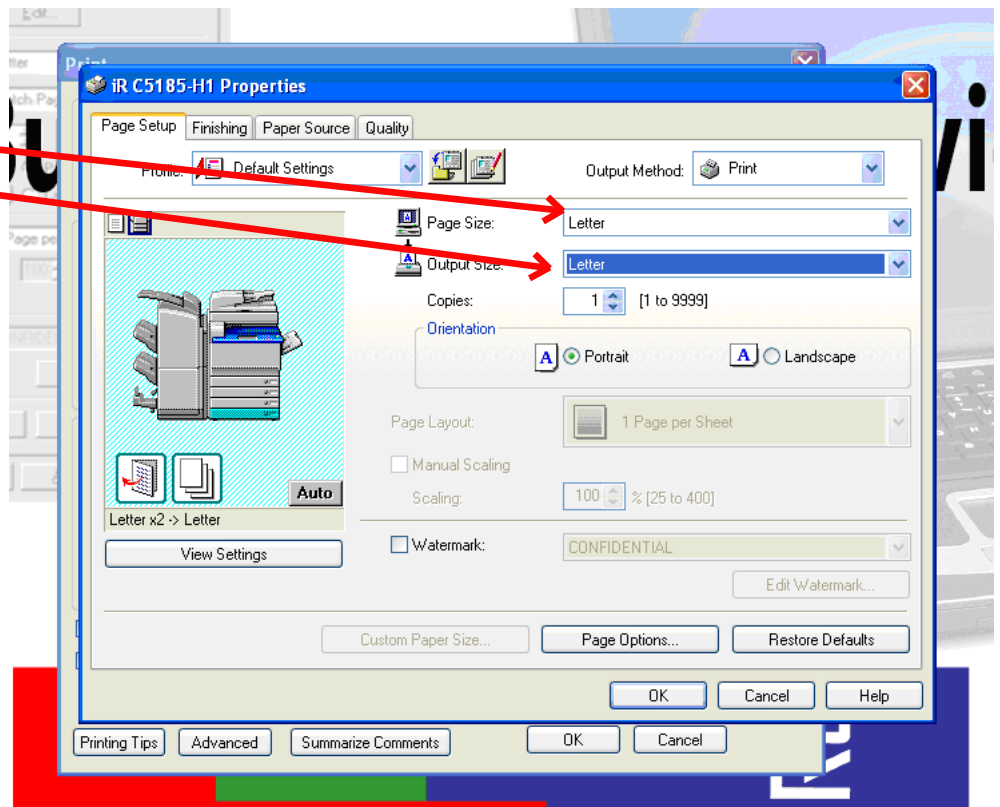 Edit...
iR C5185-H1 Properties
Page Setup Finishing Paper Source Quality
Profile: Default Settings Output Method: Print
Page Size: Letter
Output Size: Letter
Copies: 1 [1 to 9999]
Orientation
A Portrait A Landscape
Page Layout: 1 Page per Sheet
Manual Scaling
Scaling: 100 % [25 to 400]
Auto
Letter x2 -> Letter
View Settings
Watermark: CONFIDENTIAL
Edit Watermark...
Custom Paper Size... Page Options... Restore Defaults
OK Cancel Help
Printing Tips Advanced Summarize Comments OK Cancel